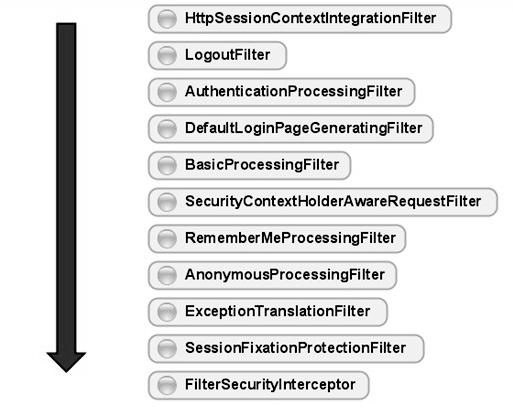 HttpSessionContextIntegrationFilter
LogoutFilter
AuthenticationProcessingFilter
DefaultLoginPageGeneratingFilter
BasicProcessingFilter
SecurityContextHolderAwareRequestFilter
RememberMeProcessingFilter
AnonymousProcessingFilter
ExceptionTranslationFilter
SessionFixationProtectionFilter
FilterSecurityInterceptor